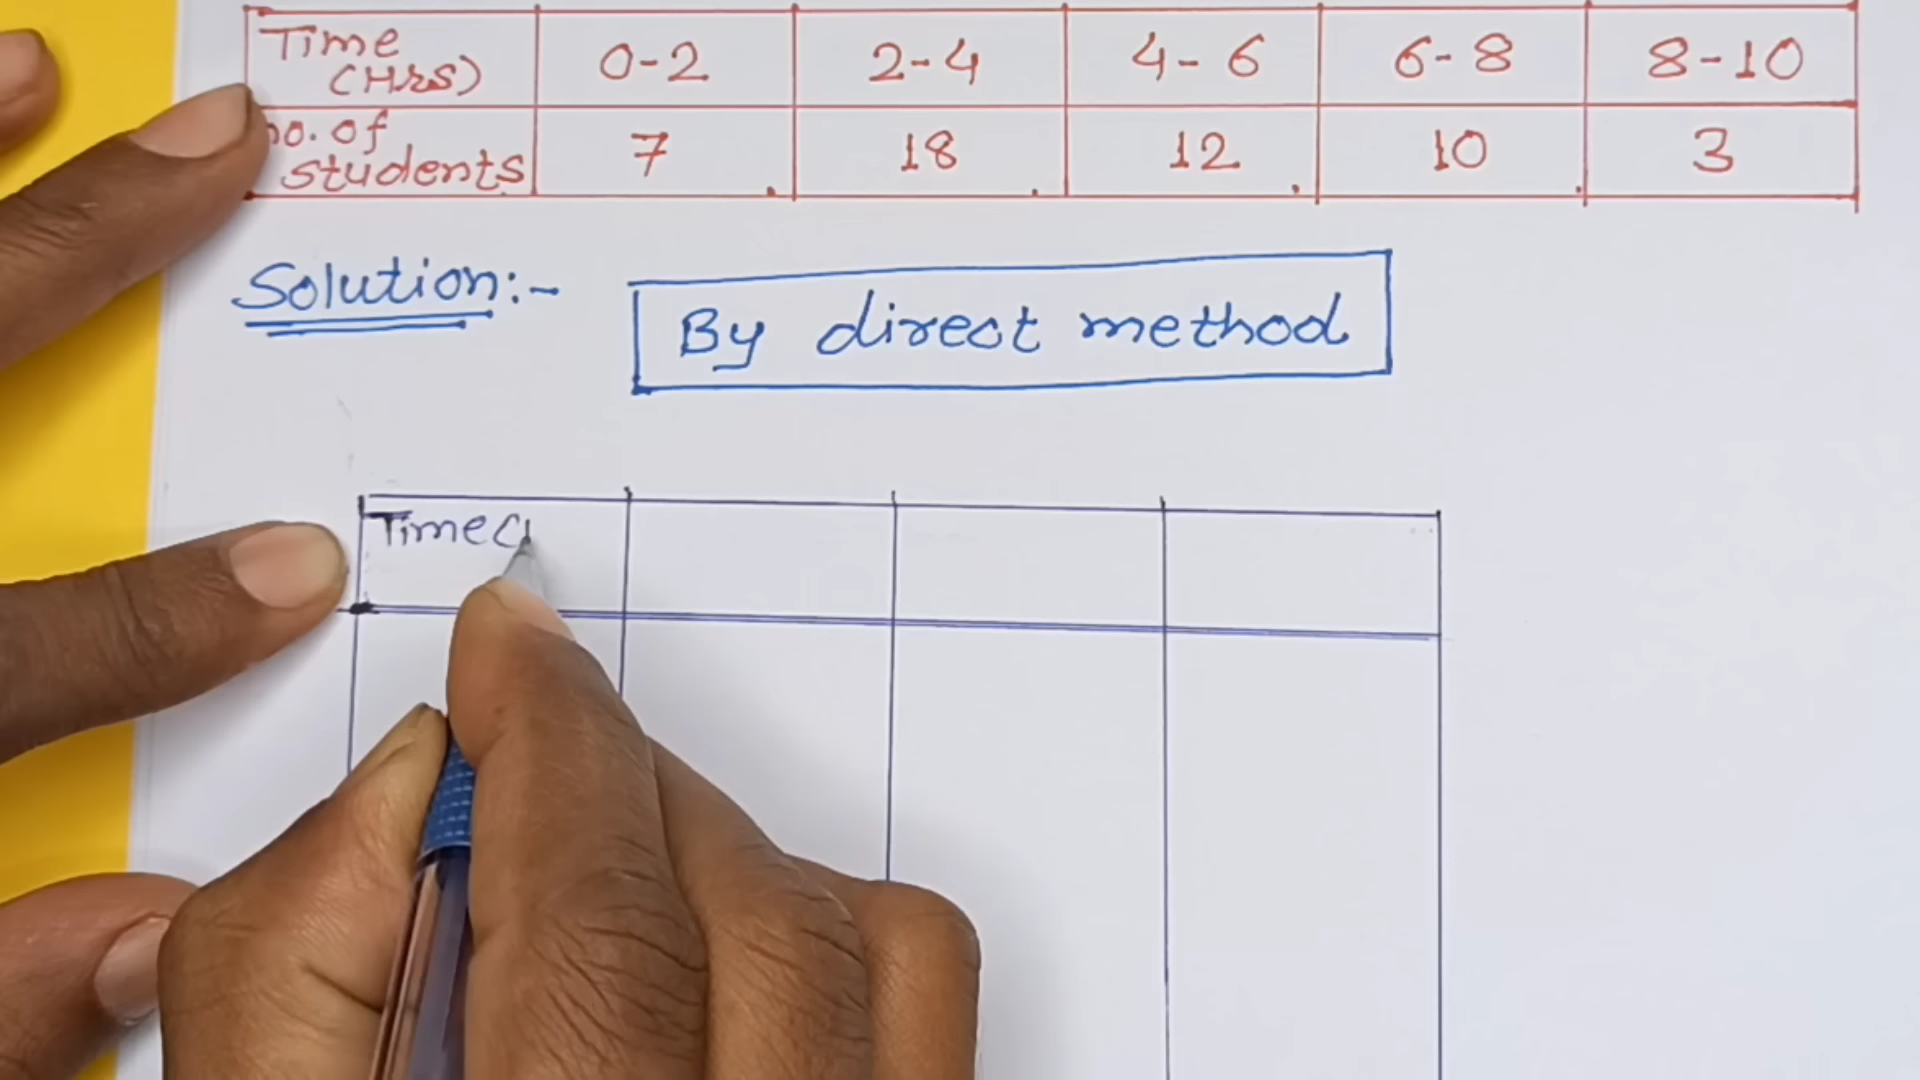 Time (Hrs) 0-2 2-4 4-6 6-8 8-10
no. of students 7 18 12 10 3
Solution:-
By direct method
Time (